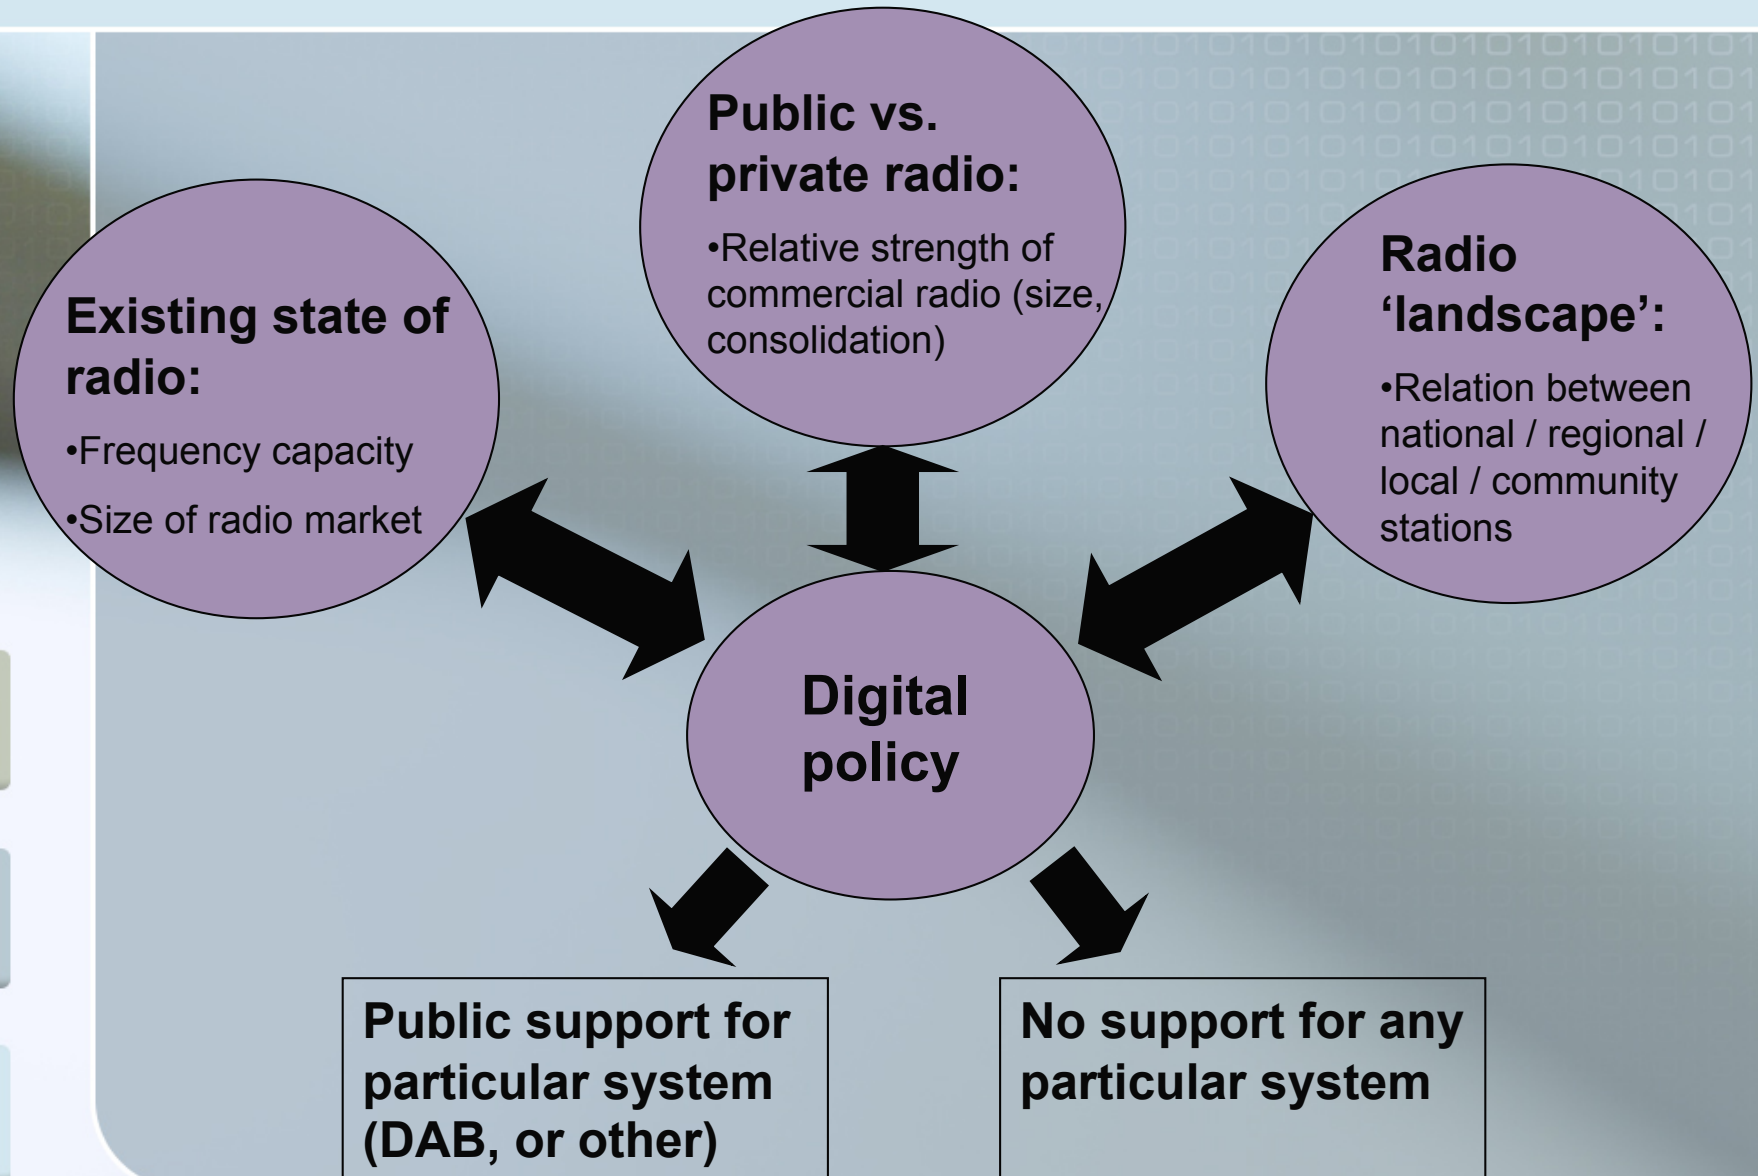 Public vs.
private radio:
•Relative strength of
commercial radio (size,
consolidation)
Existing state of
radio:
•Frequency capacity
•Size of radio market
Radio
‘landscape’:
•Relation between
national / regional /
local / community
stations
Digital
policy
Public support for
particular system
(DAB, or other)
No support for any
particular system